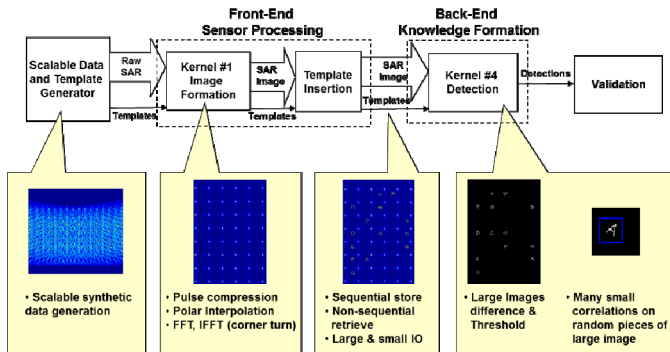 Front-End
Sensor Processing
Back-End
Knowledge Formation
Scalable Data
and Template
Generator
Raw
SAR
Templates
Kernel #1
Image
Formation
SAR
Image
Templates
Template
Insertion
SAR
Image
Templates
Kernel #4
Detection
Detections
Validation
• Scalable synthetic
data generation
• Pulse compression
• Polar Interpolation
• FFT, IFFT (corner turn)
• Sequential store
• Non-sequential
retrieve
• Large & small IO
• Large Images
difference &
Threshold
• Many small
correlations on
random pieces of
large image